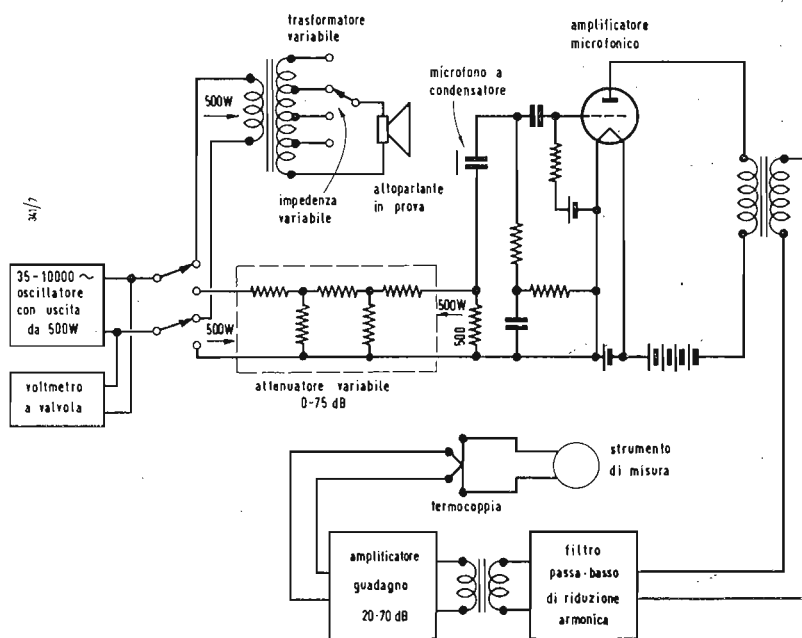 trasformatore
variabile
amplificatore
microfonico
microfono a
condensatore
500W
impedenza
variabile
altoparlante
in prova
341/7
35-10000 ~
oscillatore
con uscita
da 500W
500W
500W
500
voltmetro
a valvola
attenuatore variabile
0-75 dB
strumento
di misura
termocoppia
amplificatore
guadagno
20-70 dB
filtro
passa-basso
di riduzione
armonica